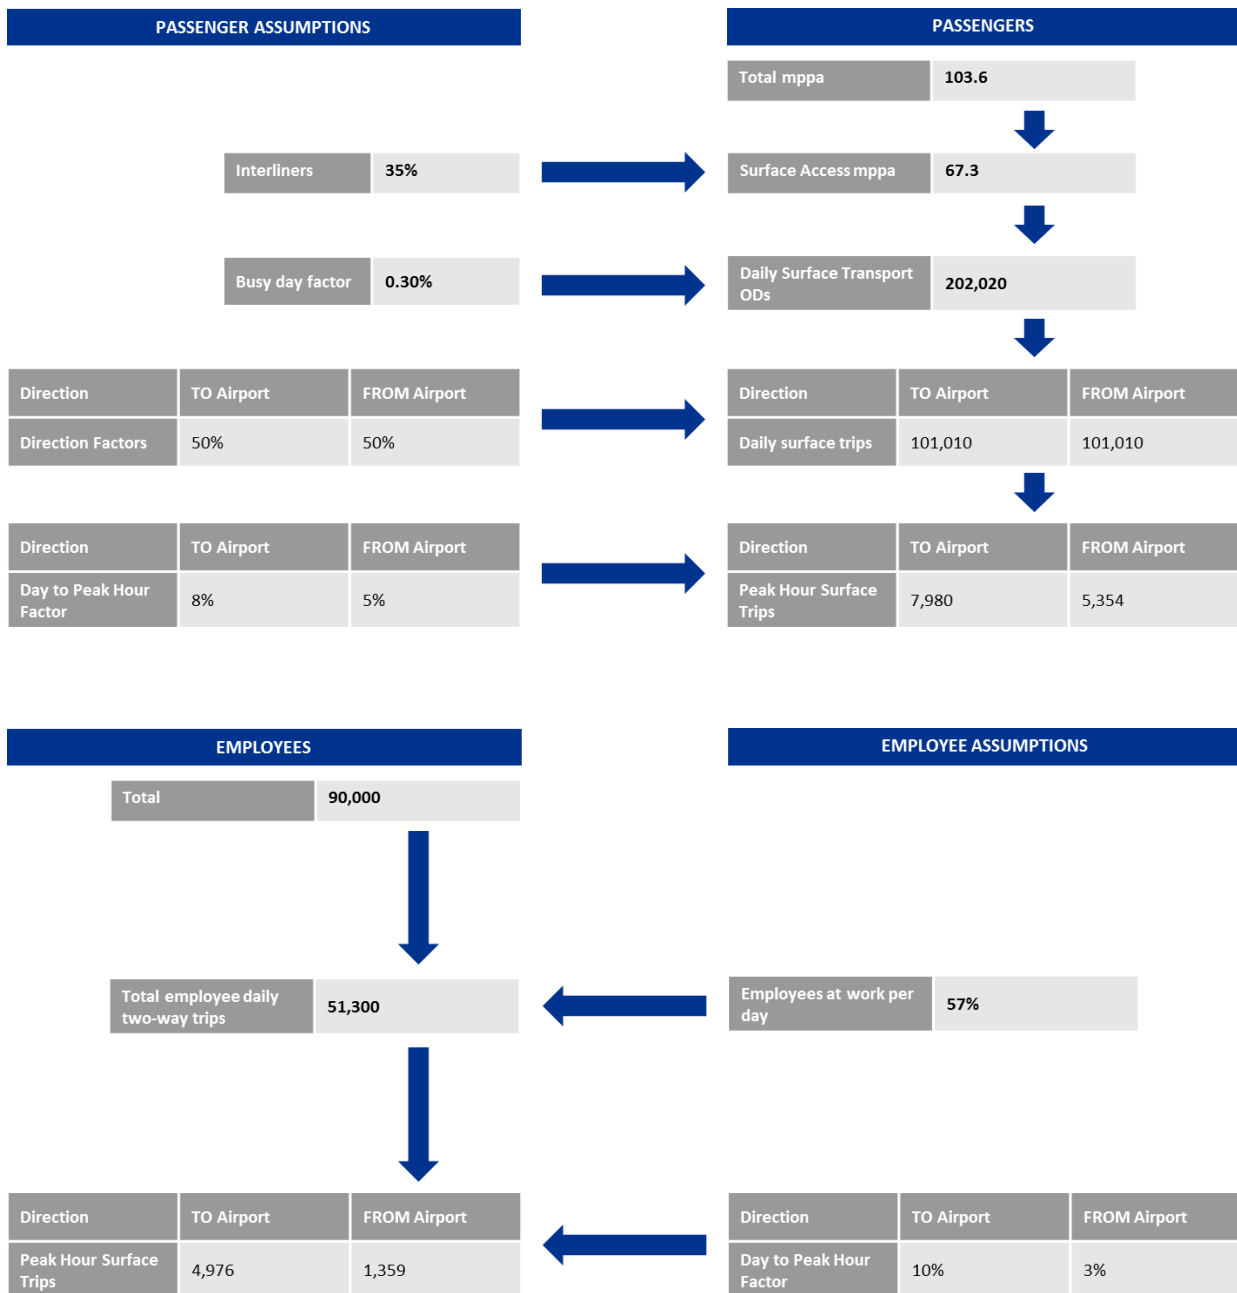 PASSENGER ASSUMPTIONS
PASSENGERS
Total mppa 103.6
Interliners 35%
Surface Access mppa 67.3
Busy day factor 0.30%
Daily Surface Transport
ODs
202,020
Direction TO Airport FROM Airport
Direction Factors 50% 50%
Direction TO Airport FROM Airport
Daily surface trips 101,010 101,010
Direction TO Airport FROM Airport
Day to Peak Hour
Factor
8% 5%
Direction TO Airport FROM Airport
Peak Hour Surface
Trips
7,980 5,354
EMPLOYEES
EMPLOYEE ASSUMPTIONS
Total 90,000
Total employee daily
two-way trips
51,300
Employees at work per
day
57%
Direction TO Airport FROM Airport
Peak Hour Surface
Trips
4,976 1,359
Direction TO Airport FROM Airport
Day to Peak Hour
Factor
10% 3%